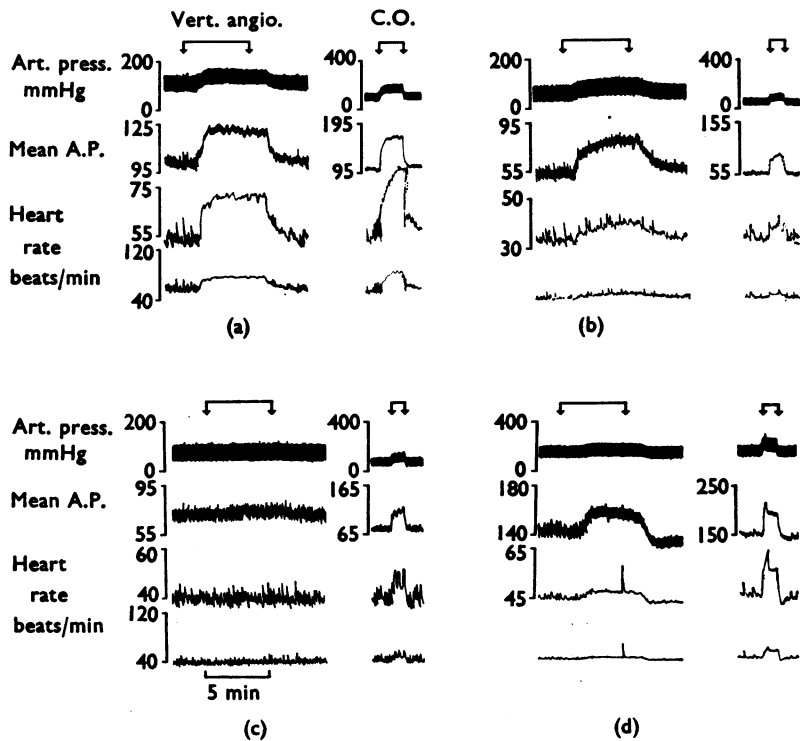 Vert. angio. C.O.
Art. press. 200 400 200 400
mmHg
0 0 0 0
Mean A.P. 125 195 95 155
95 95 55 55
75 50
Heart
rate 55 30
beats/min 120
40
(a) (b)
Art. press. 200 400 400
mmHg
0 0 0
Mean A.P. 95 165 180 250
55 65 140 150
Heart 60 65
rate 40 45
beats/min 120
40
5 min
(c) (d)